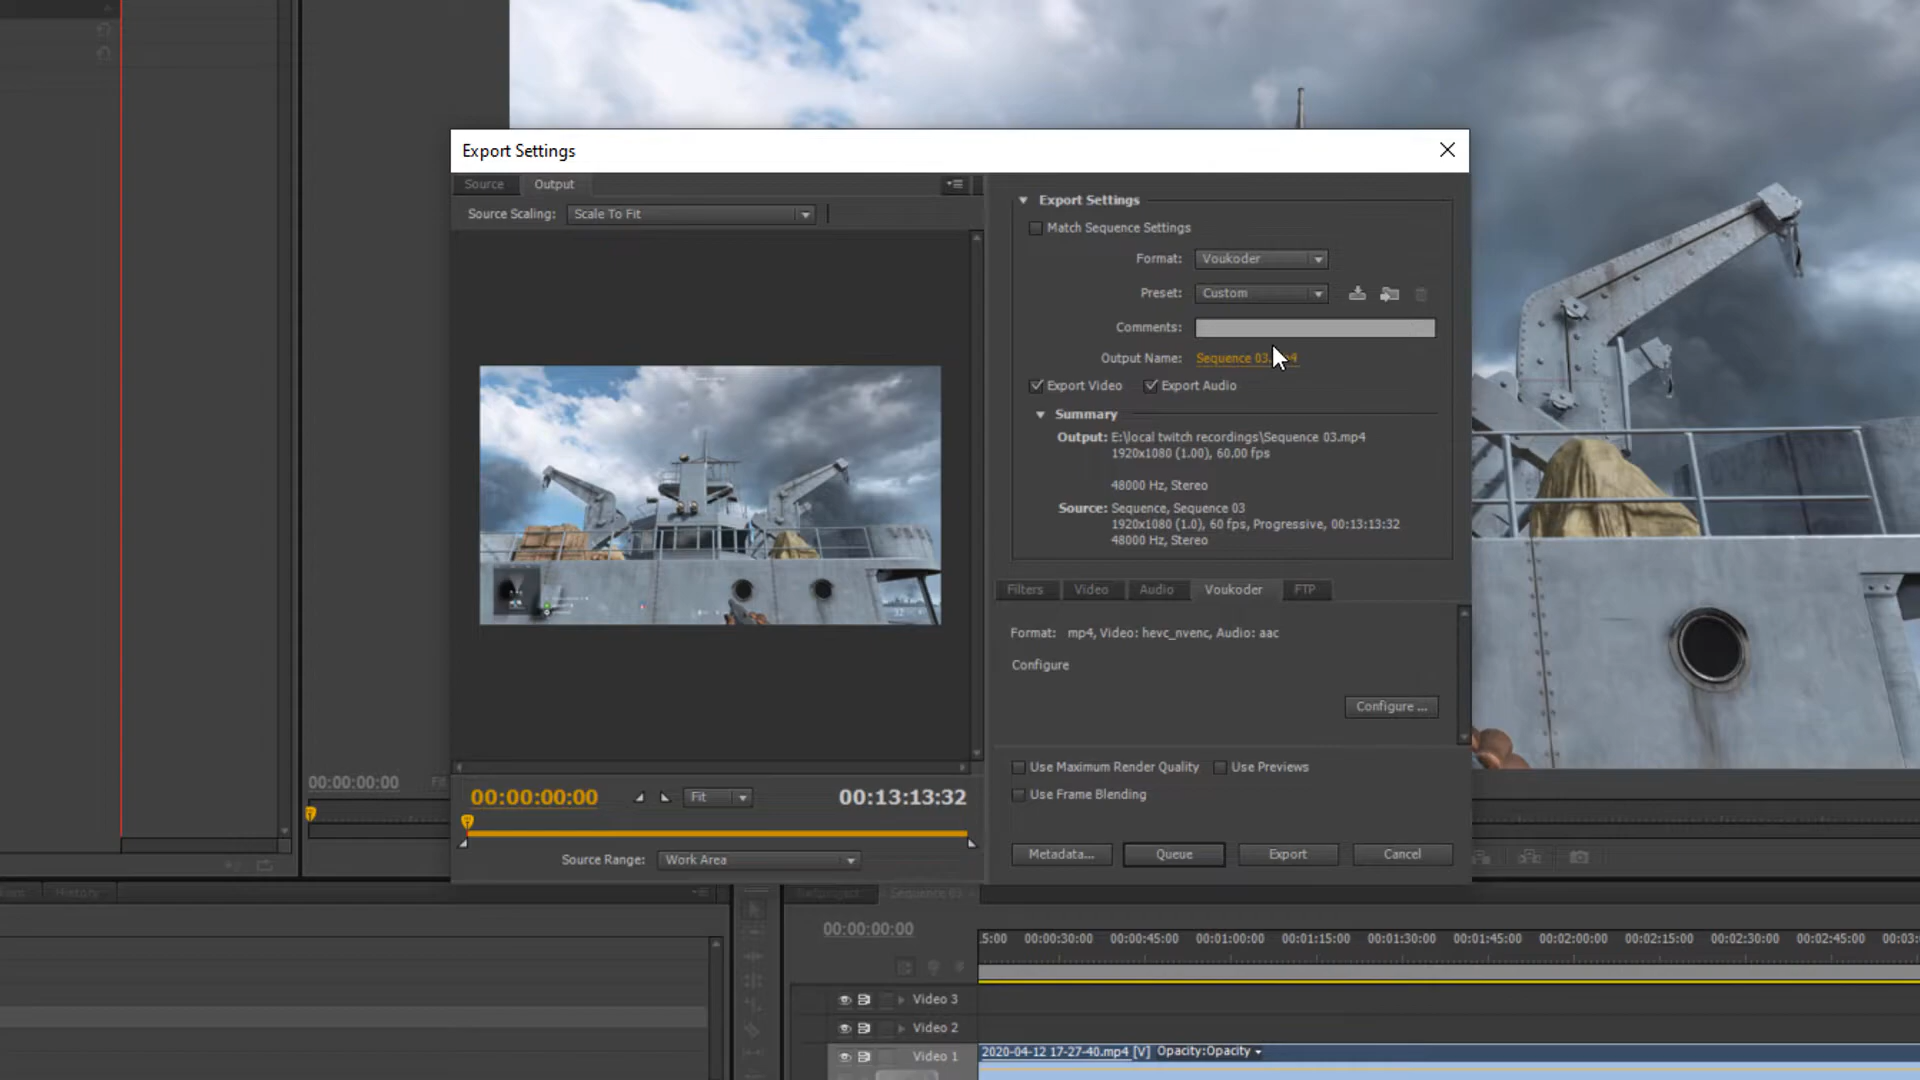 Export Settings
Source
Output
Source Scaling:
Scale To Fit
Export Settings
Match Sequence Settings
Format:
Voukoder
Preset:
Custom
Comments:
Output Name:
Sequence 03.mp4
Export Video
Export Audio
Summary
Output: E:\local twitch recordings\Sequence 03.mp4
1920x1080 (1.00), 60.00 fps
48000 Hz, Stereo
Source: Sequence, Sequence 03
1920x1080 (1.0), 60 fps, Progressive, 00:13:13:32
48000 Hz, Stereo
Filters
Video
Audio
Voukoder
FTP
Format: mp4, Video: hevc_nvenc, Audio: aac
Configure
Configure ...
Use Maximum Render Quality
Use Previews
Use Frame Blending
00:00:00:00
Fit
00:13:13:32
Source Range:
Work Area
Metadata...
Queue
Export
Cancel
00:00:00:00
History
Sequence 03
00:00:00:00
00:00:30:00
00:00:45:00
00:01:00:00
00:01:15:00
00:01:30:00
00:01:45:00
00:02:00:00
00:02:15:00
00:02:30:00
00:02:45:00
Video 3
Video 2
Video 1
2020-04-12 17-27-40.mp4 [V] Opacity:Opacity